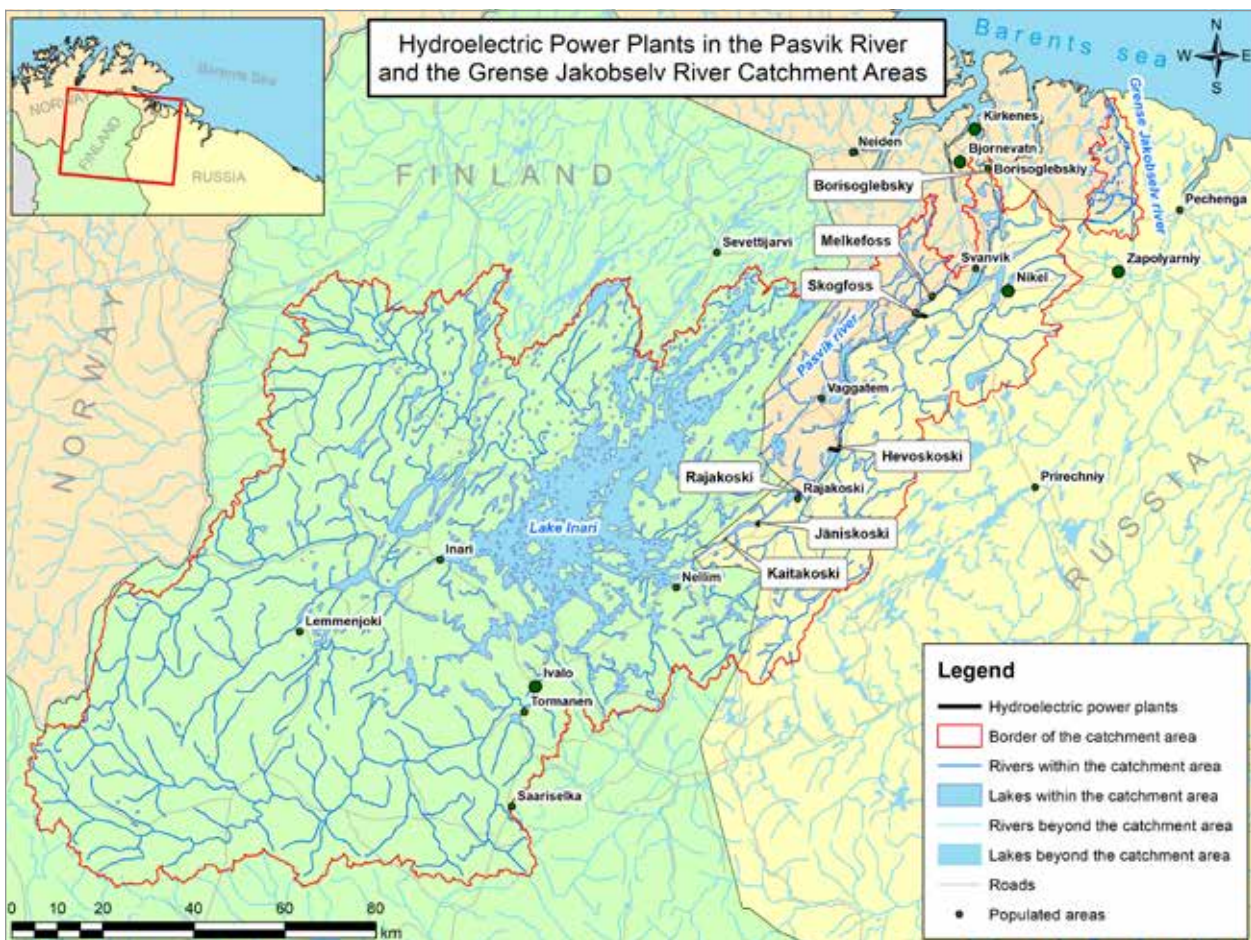 Hydroelectric Power Plants in the Pasvik River
and the Grense Jakobselv River Catchment Areas
Barents Sea
NORWAY
FINLAND
RUSSIA
Barents sea
N
W E
S
Grense Jakobselv river
Kirkenes
Bjornevatn
Neiden
Borisoglebskiy
Borisoglebsky
Pechenga
FINLAND
Melkefoss
Sevettijarvi
Svanvik
Zapolyarniy
Skogfoss
Nikel
NORWAY
Pasvik river
Vaggatem
Hevoskoski
Rajakoski
Rajakoski
Prirechniy
RUSSIA
Lake Inari
Jäniskoski
Inari
Kaitakoski
Nellim
Lemmenjoki
Ivalo
Tormanen
Saariselka
Legend
Hydroelectric power plants
Border of the catchment area
Rivers within the catchment area
Lakes within the catchment area
Rivers beyond the catchment area
Lakes beyond the catchment area
Roads
Populated areas
0 10 20 40 60 80
km